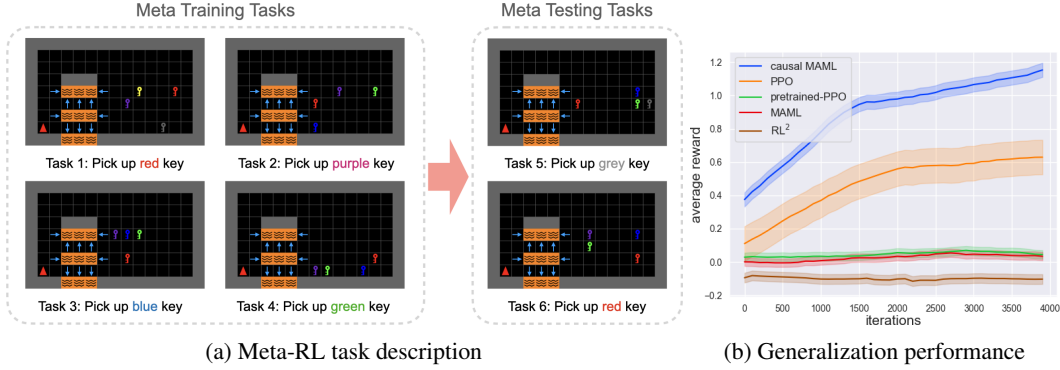 Meta Training Tasks
Meta Testing Tasks
Task 1: Pick up red key
Task 2: Pick up purple key
Task 5: Pick up grey key
Task 3: Pick up blue key
Task 4: Pick up green key
Task 6: Pick up red key
(a) Meta-RL task description
causal MAML
PPO
pretrained-PPO
MAML
RL²
average reward
1.2
1.0
0.8
0.6
0.4
0.2
0.0
−0.2
0 500 1000 1500 2000 2500 3000 3500 4000
iterations
(b) Generalization performance